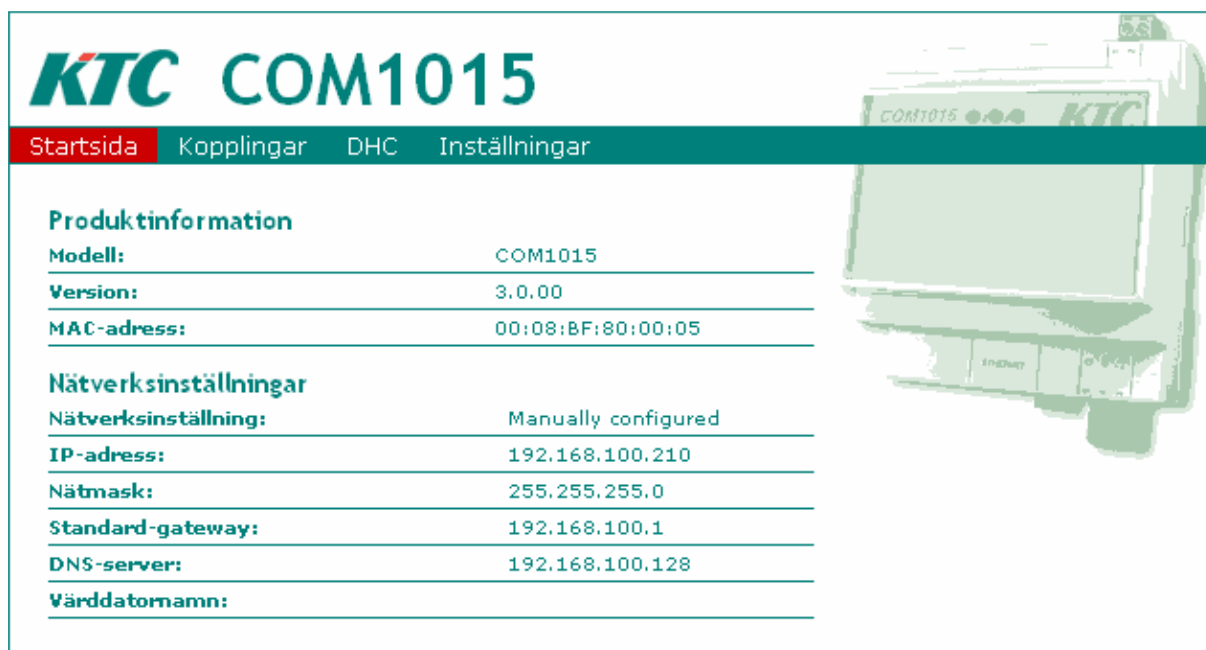 KTC COM1015
COM1015 KTC
Startsida Kopplingar DHC Inställningar
Produktinformation
Modell: COM1015
Version: 3.0.00
MAC-adress: 00:08:BF:80:00:05
Nätverksinställningar
Nätverksinställning: Manually configured
IP-adress: 192.168.100.210
Nätmask: 255.255.255.0
Standard-gateway: 192.168.100.1
DNS-server: 192.168.100.128
Värddatornamn: